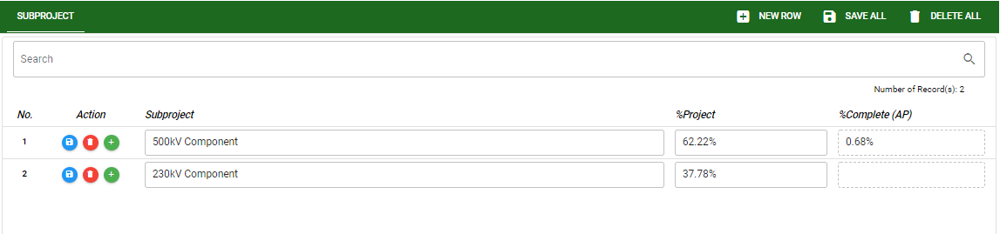 SUBPROJECT NEW ROW SAVE ALL DELETE ALL
Search
Number of Record(s): 2
No. Action Subproject %Project %Complete (AP)
1 500kV Component 62.22% 0.68%
2 230kV Component 37.78%